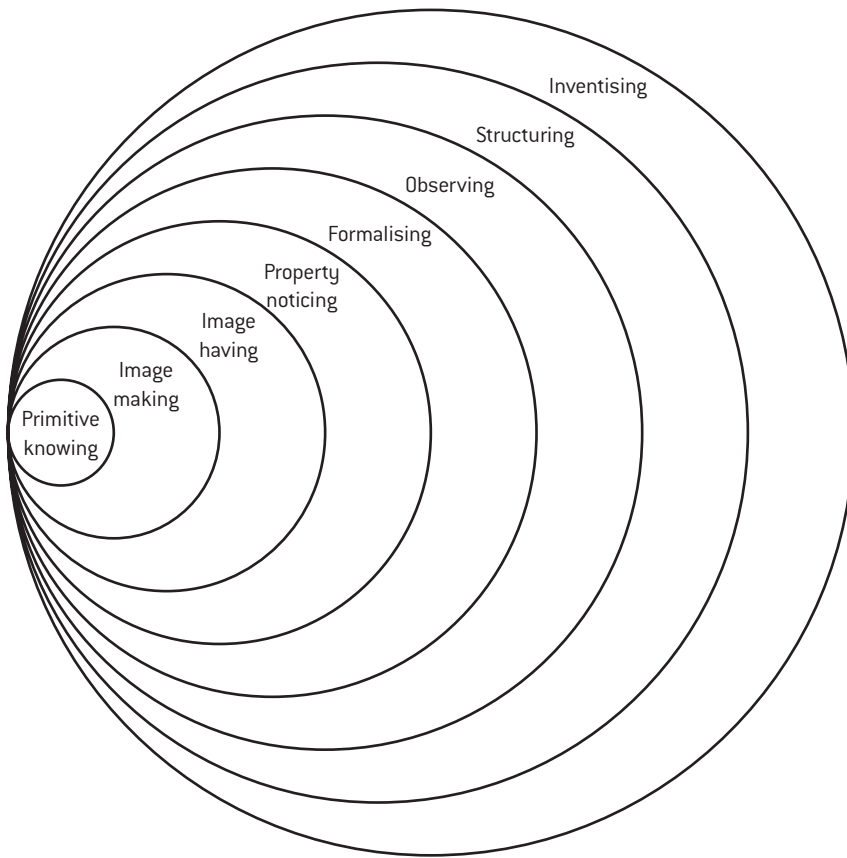 Inventising
Structuring
Observing
Formalising
Property
noticing
Image
having
Image
making
Primitive
knowing